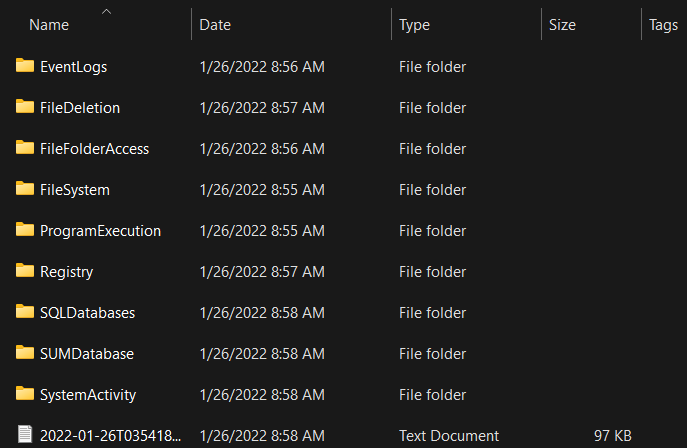 Name Date Type Size Tags
EventLogs 1/26/2022 8:56 AM File folder
FileDeletion 1/26/2022 8:57 AM File folder
FileFolderAccess 1/26/2022 8:56 AM File folder
FileSystem 1/26/2022 8:55 AM File folder
ProgramExecution 1/26/2022 8:55 AM File folder
Registry 1/26/2022 8:57 AM File folder
SQLDatabases 1/26/2022 8:58 AM File folder
SUMDatabase 1/26/2022 8:58 AM File folder
SystemActivity 1/26/2022 8:58 AM File folder
2022-01-26T035418... 1/26/2022 8:58 AM Text Document 97 KB